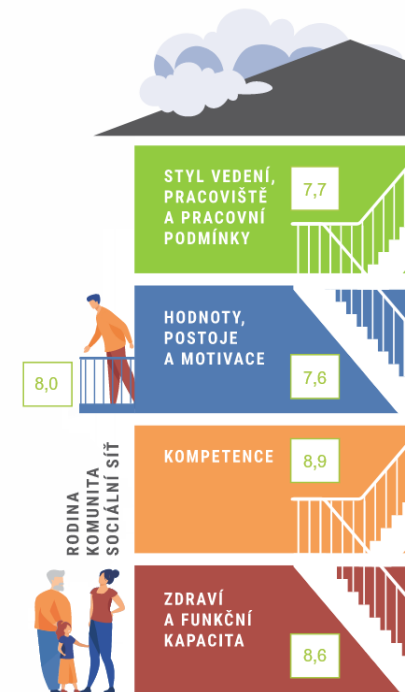 STYL VEDENÍ,
PRACOVIŠTĚ
A PRACOVNÍ
PODMÍNKY
7,7
HODNOTY,
POSTOJE
A MOTIVACE
7,6
8,0
KOMPETENCE
8,9
RODINA
KOMUNITA
SOCIÁLNÍ SÍŤ
ZDRAVÍ
A FUNKČNÍ
KAPACITA
8,6